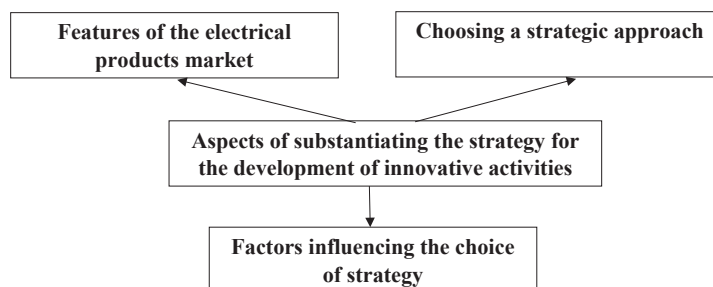 Features of the electrical
products market
Choosing a strategic approach
Aspects of substantiating the strategy for
the development of innovative activities
Factors influencing the choice
of strategy